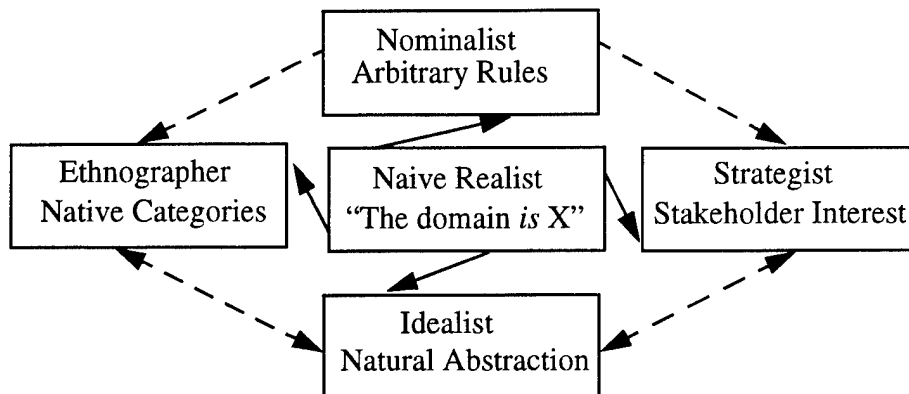 Nominalist
Arbitrary Rules
Ethnographer
Native Categories
Naive Realist
“The domain is X”
Strategist
Stakeholder Interest
Idealist
Natural Abstraction